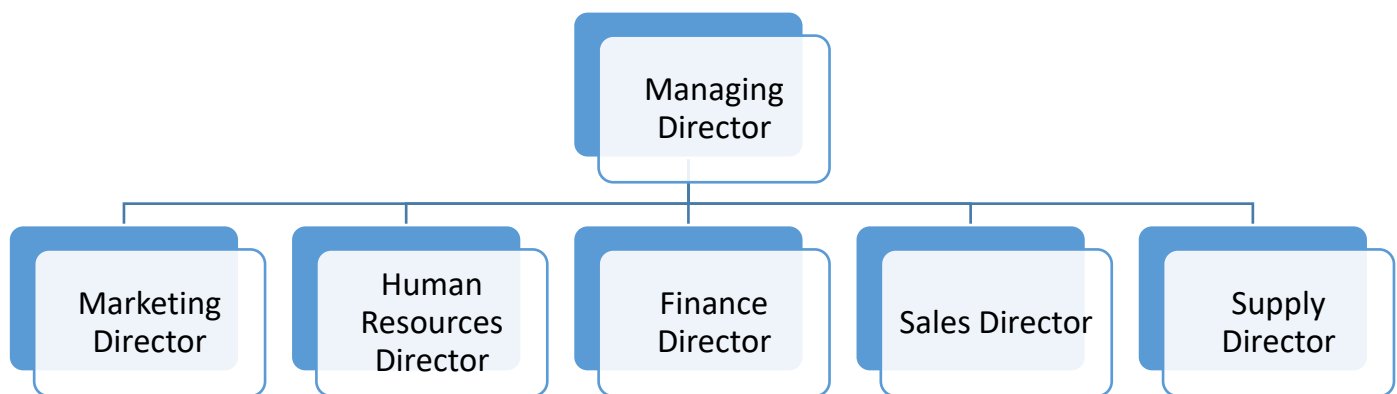 Managing
Director
Marketing
Director
Human
Resources
Director
Finance
Director
Sales Director
Supply
Director